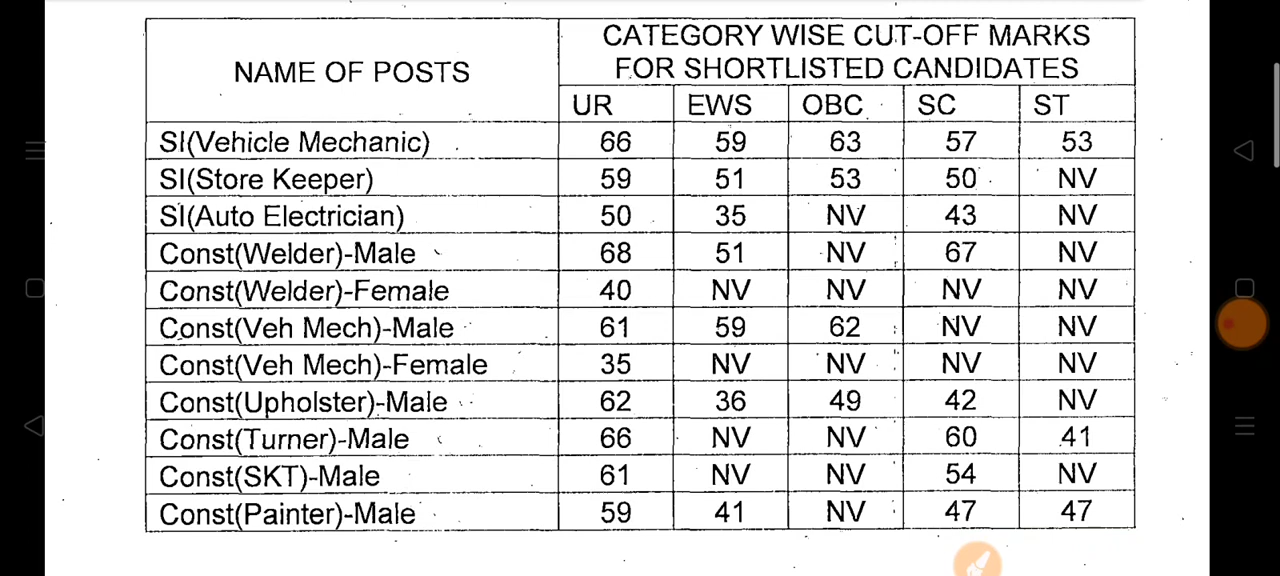 NAME OF POSTS
CATEGORY WISE CUT-OFF MARKS
FOR SHORTLISTED CANDIDATES
UR EWS OBC SC ST
SI(Vehicle Mechanic) 66 59 63 57 53
SI(Store Keeper) 59 51 53 50 NV
SI(Auto Electrician) 50 35 NV 43 NV
Const(Welder)-Male 68 51 NV 67 NV
Const(Welder)-Female 40 NV NV NV NV
Const(Veh Mech)-Male 61 59 62 NV NV
Const(Veh Mech)-Female 35 NV NV NV NV
Const(Upholster)-Male 62 36 49 42 NV
Const(Turner)-Male 66 NV NV 60 41
Const(SKT)-Male 61 NV NV 54 NV
Const(Painter)-Male 59 41 NV 47 47